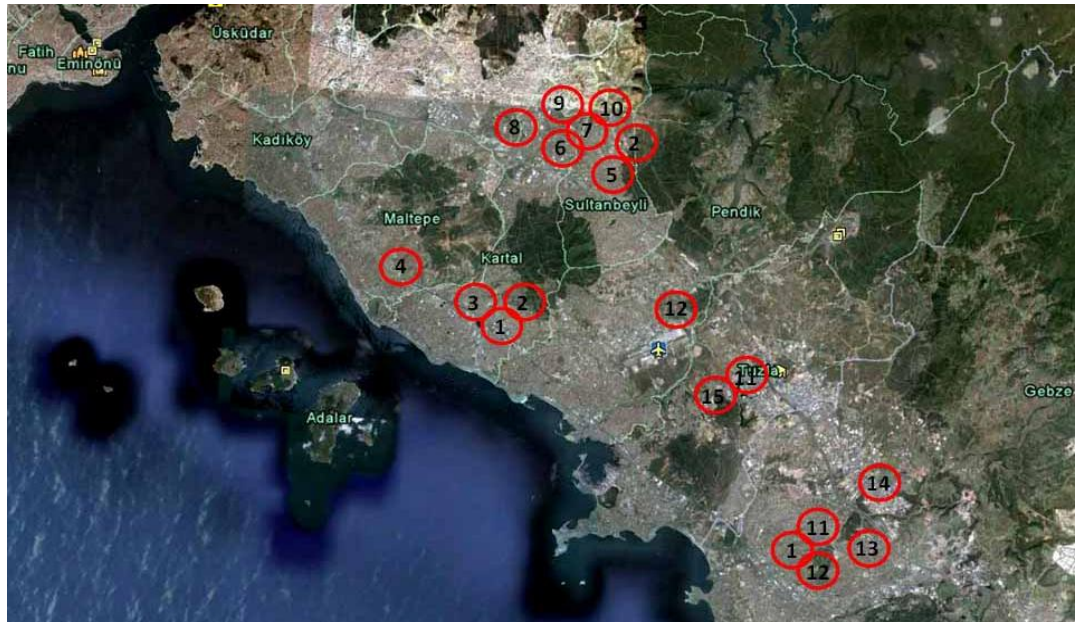 Üsküdar
Fatih
nu
Eminönü
9
10
8
7
Kadıköy
6
2
5
Sultanbeyli
Maltepe
Pendik
Kartal
4
3
2
12
1
Tuzla
11
15
Gebze
Adalar
14
11
1
13
12